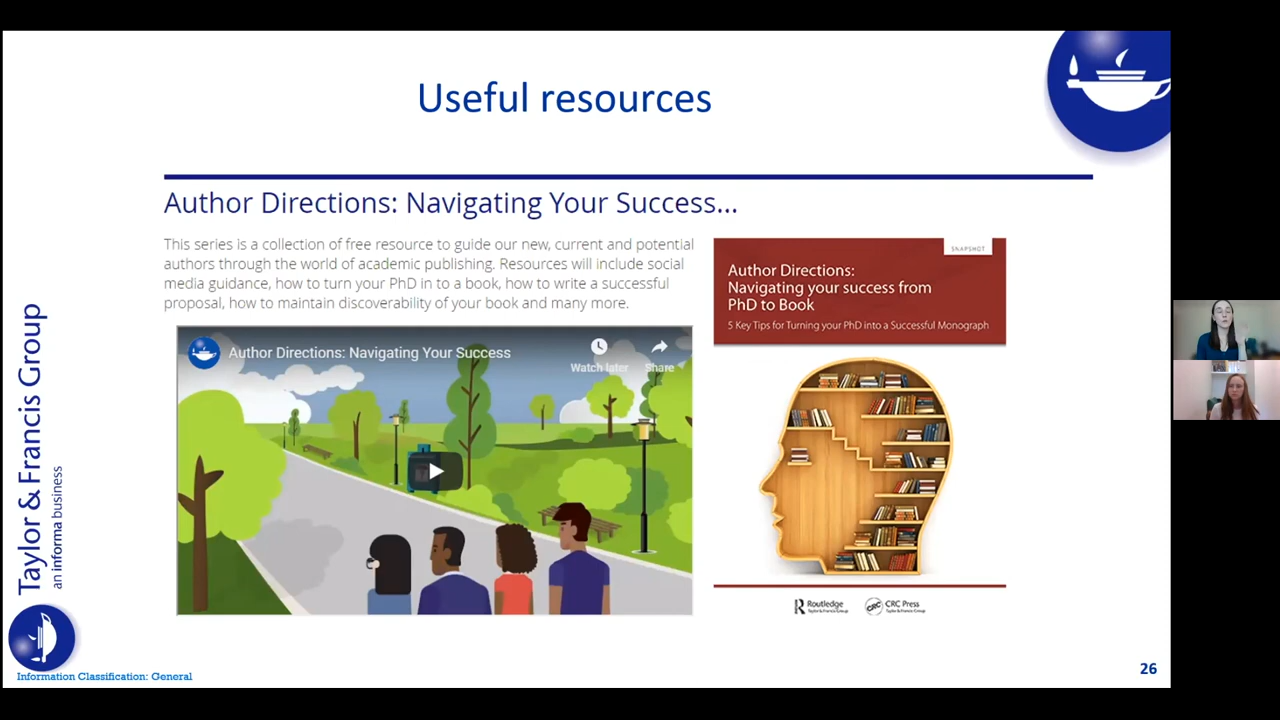 Useful resources
Author Directions: Navigating Your Success...
This series is a collection of free resource to guide our new, current and potential
authors through the world of academic publishing. Resources will include social
media guidance, how to turn your PhD in to a book, how to write a successful
proposal, how to maintain discoverability of your book and many more.
Author Directions: Navigating Your Success
Watch later
Share
SNAPSHOT
Author Directions:
Navigating your success from
PhD to Book
5 Key Tips for Turning your PhD into a Successful Monograph
R Routledge
Taylor & Francis Group
CRC CRC Press
Taylor & Francis Group
Taylor & Francis Group
an informa business
Information Classification: General
26